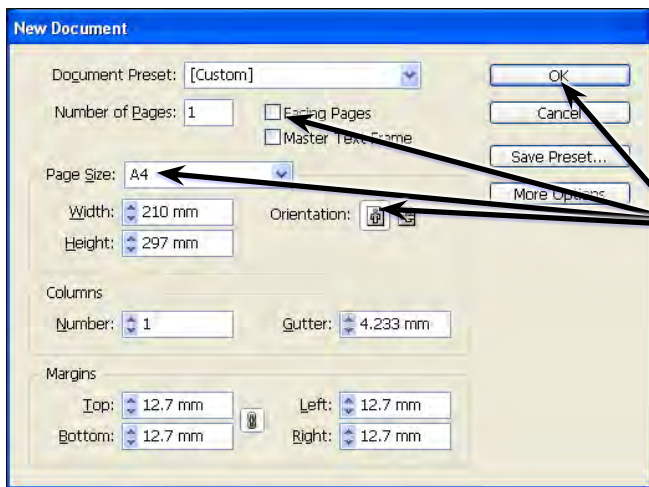 New Document
Document Preset: [Custom]
OK
Number of Pages: 1
Facing Pages
Cancel
Master Text Frame
Save Preset...
Page Size: A4
More Options
Width: 210 mm
Orientation:
Height: 297 mm
Columns
Number: 1
Gutter: 4.233 mm
Margins
Top: 12.7 mm
Left: 12.7 mm
Bottom: 12.7 mm
Right: 12.7 mm